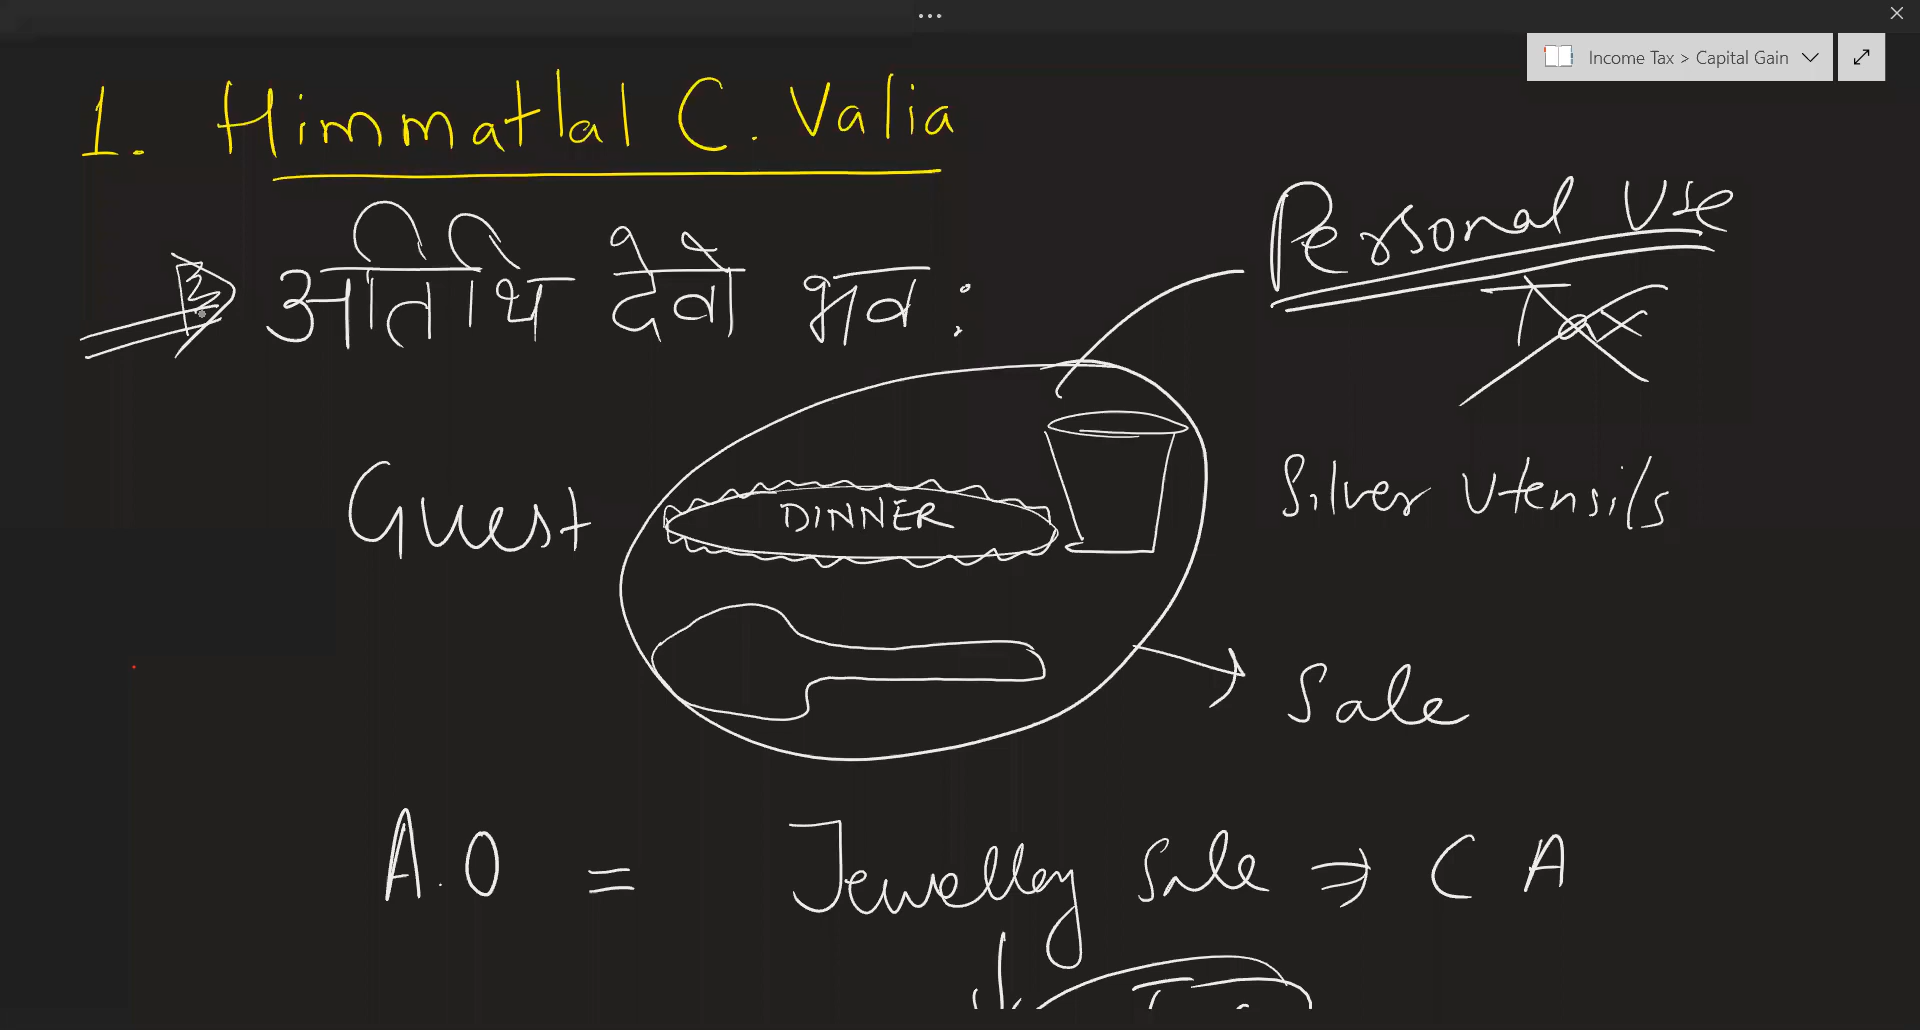 Income Tax > Capital Gain
1. Himmatlal C. Valia
अतिथि देवो भव:
Personal Use
Tax
Guest
DINNER
Silver Utensils
Sale
A.O = Jewellery Sale ⇒ C A